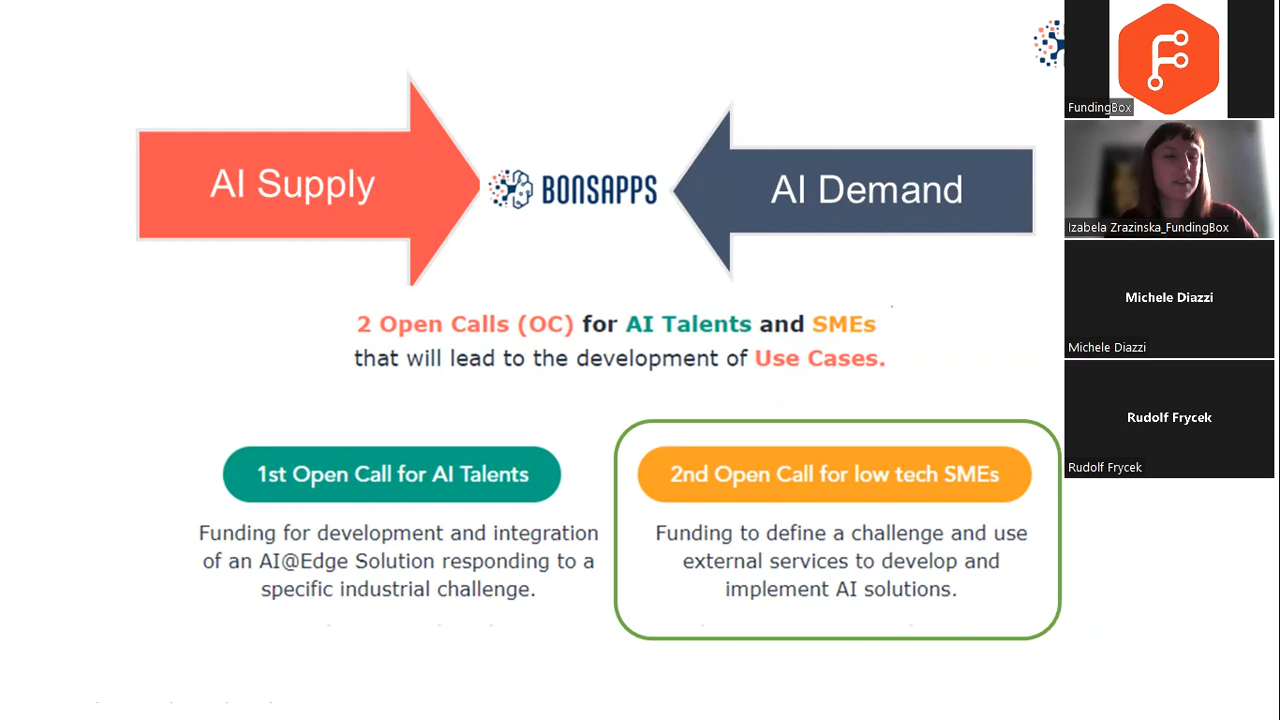 AI Supply
BONSAPPS
AI Demand
2 Open Calls (OC) for AI Talents and SMEs
that will lead to the development of Use Cases.
1st Open Call for AI Talents
Funding for development and integration
of an AI@Edge Solution responding to a
specific industrial challenge.
2nd Open Call for low tech SMEs
Funding to define a challenge and use
external services to develop and
implement AI solutions.
FundingBox
Izabela Zrazinska_FundingBox
Michele Diazzi
Michele Diazzi
Rudolf Frycek
Rudolf Frycek